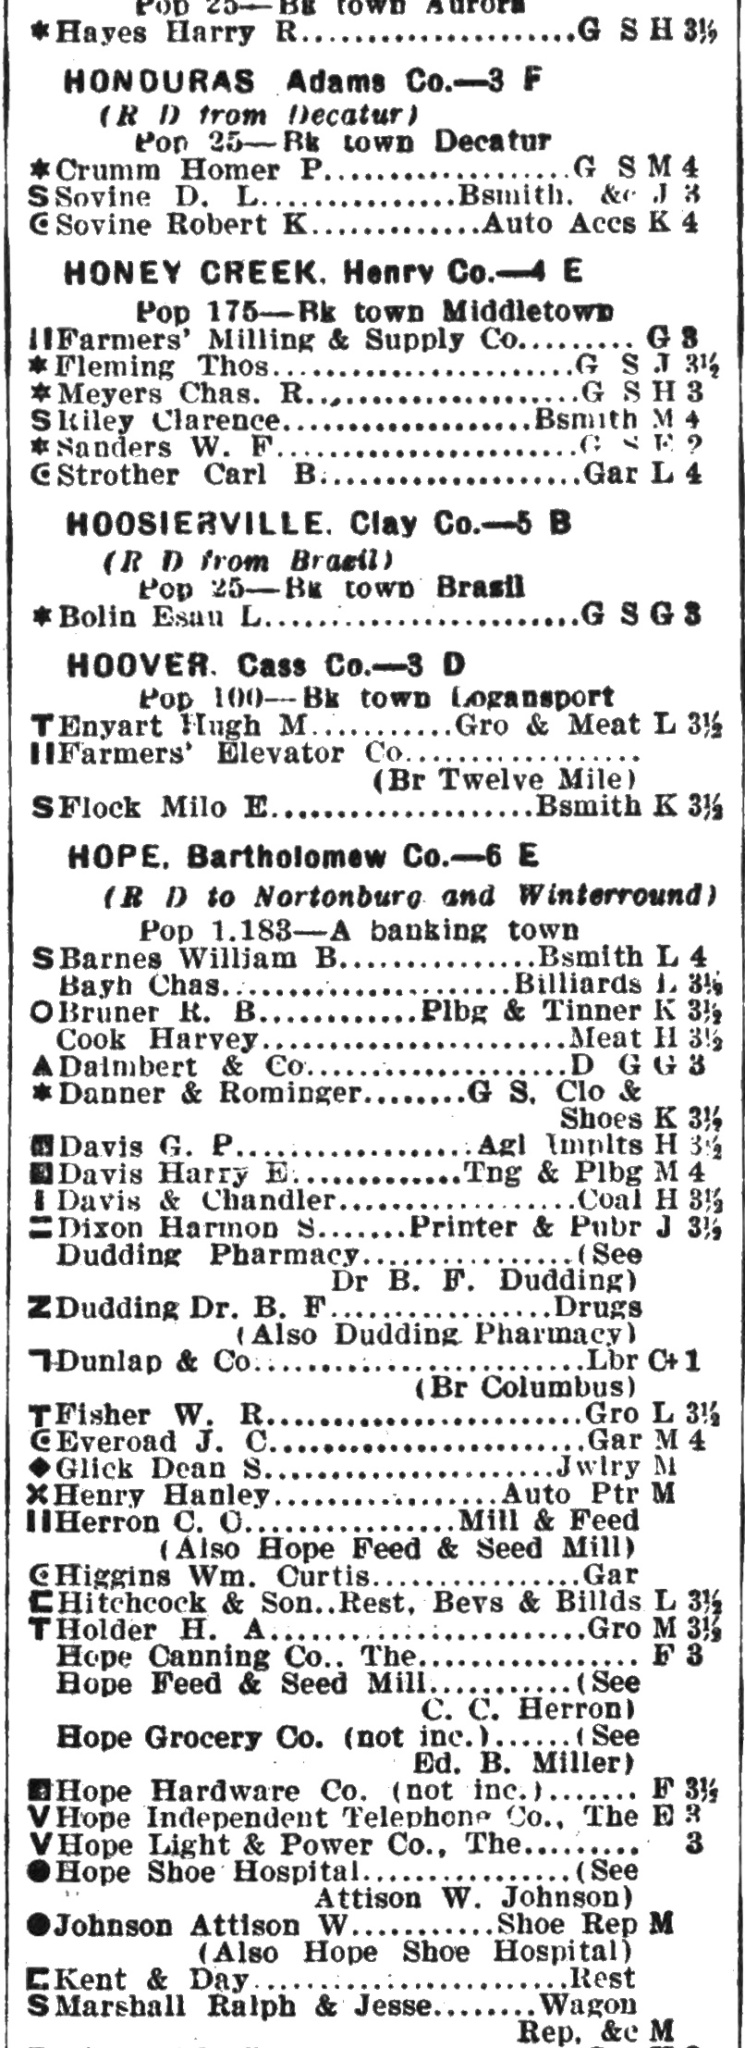 Pop 25—Bk town Aurora
* Hayes Harry R....................G S H 3½
HONDURAS Adams Co.—3 F
(R D from Decatur)
Pop 25—Bk town Decatur
* Crumm Homer P..................G S M 4
S Sovine D. L..............Bsmith, &c J 3
C Sovine Robert K.............Auto Accs K 4
HONEY CREEK. Henry Co.—4 E
Pop 175—Bk town Middletown
II Farmers' Milling & Supply Co......... G 3
* Fleming Thos......................G S J 3½
* Meyers Chas. R...................G S H 3
S Riley Clarence...................Bsmith M 4
* Sanders W. F......................G S
C Strother Carl B...................Gar L 4
HOOSIERVILLE. Clay Co.—5 B
(R D from Brazil)
Pop 25—Bk town Brazil
* Bolin Esau L.......................G S G 3
HOOVER. Cass Co.—3 D
Pop 100—Bk town Logansport
T Enyart Hugh M...........Gro & Meat L 3½
II Farmers' Elevator Co..................
(Br Twelve Mile)
S Flock Milo E....................Bsmith K 3½
HOPE, Bartholomew Co.—6 E
(R D to Nortonburg and Winterround)
Pop 1,183—A banking town
S Barnes William B...............Bsmith L 4
Bayh Chas......................Billiards L 3½
O Bruner R. B............Plbg & Tinner K 3½
Cook Harvey.......................Meat H 3½
▲ Daimbert & Co....................D G G 3
* Danner & Rominger........G S, Clo &
Shoes K 3½
Davis G. P..................Agl Implts H 3½
Davis Harry E.............Tng & Plbg M 4
I Davis & Chandler..................Coal H 3½
= Dixon Harmon S.......Printer & Pubr J 3½
Dudding Pharmacy.................(See
Dr B. F. Dudding)
Z Dudding Dr. B. F.................Drugs
(Also Dudding Pharmacy)
ㄱ Dunlap & Co.........................Lbr C+1
(Br Columbus)
T Fisher W. R........................Gro L 3½
C Everoad J. C........................Gar M 4
◆ Glick Dean S......................Jwlry M
X Henry Hanley..................Auto Ptr M
II Herron C. C................Mill & Feed
(Also Hope Feed & Seed Mill)
C Higgins Wm. Curtis................Gar
C Hitchcock & Son..Rest, Bevs & Billds L 3½
T Holder H. A........................Gro M 3½
Hope Canning Co., The................. F 3
Hope Feed & Seed Mill...........(See
C. C. Herron)
Hope Grocery Co. (not inc.)......(See
Ed. B. Miller)
Hope Hardware Co. (not inc.)....... F 3½
V Hope Independent Telephone Co., The E 3
V Hope Light & Power Co., The......... 3
● Hope Shoe Hospital................(See
Attison W. Johnson)
● Johnson Attison W...........Shoe Rep M
(Also Hope Shoe Hospital)
C Kent & Day........................Rest
S Marshall Ralph & Jesse........Wagon
Rep, &c M